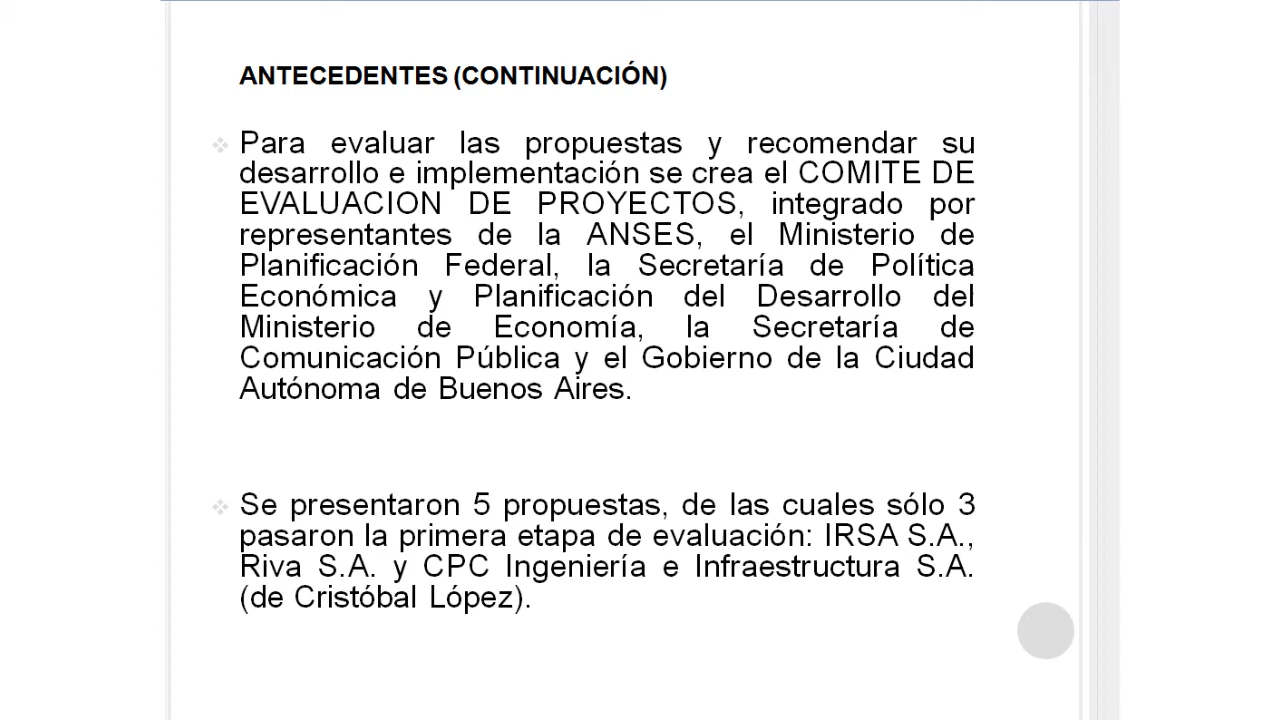 ANTECEDENTES (CONTINUACIÓN)
Para evaluar las propuestas y recomendar su
desarrollo e implementación se crea el COMITE DE
EVALUACION DE PROYECTOS, integrado por
representantes de la ANSES, el Ministerio de
Planificación Federal, la Secretaría de Política
Económica y Planificación del Desarrollo del
Ministerio de Economía, la Secretaría de
Comunicación Pública y el Gobierno de la Ciudad
Autónoma de Buenos Aires.
Se presentaron 5 propuestas, de las cuales sólo 3
pasaron la primera etapa de evaluación: IRSA S.A.,
Riva S.A. y CPC Ingeniería e Infraestructura S.A.
(de Cristóbal López).